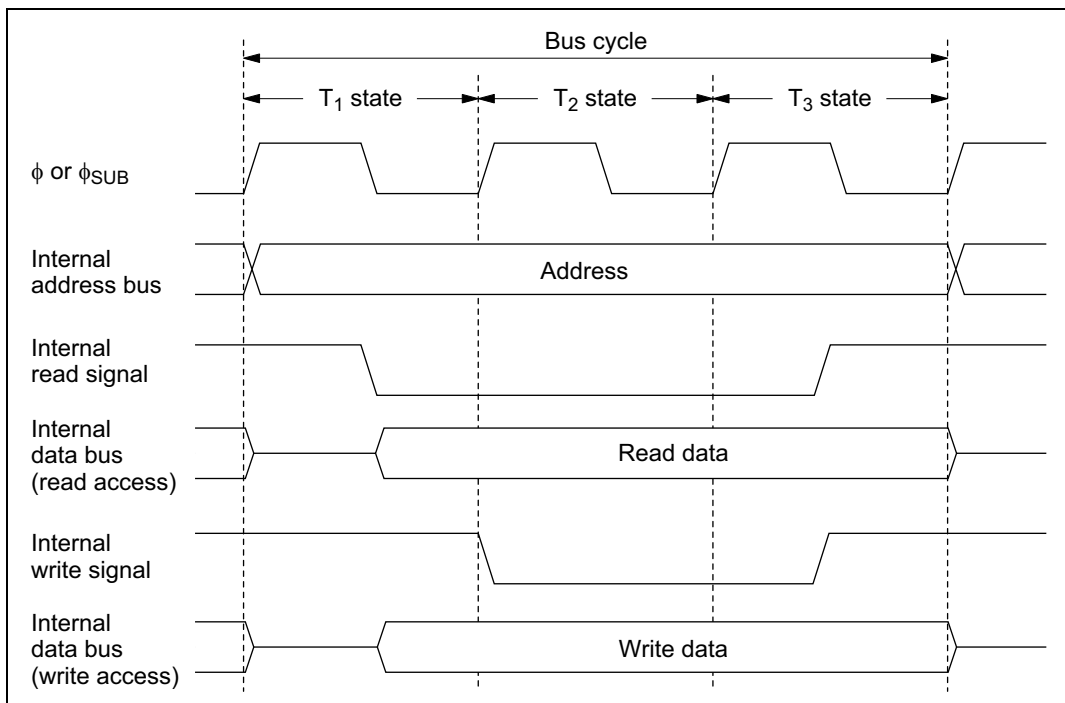 Bus cycle
T₁ state
T₂ state
T₃ state
ϕ or ϕSUB
Internal
address bus
Address
Internal
read signal
Internal
data bus
(read access)
Read data
Internal
write signal
Internal
data bus
(write access)
Write data